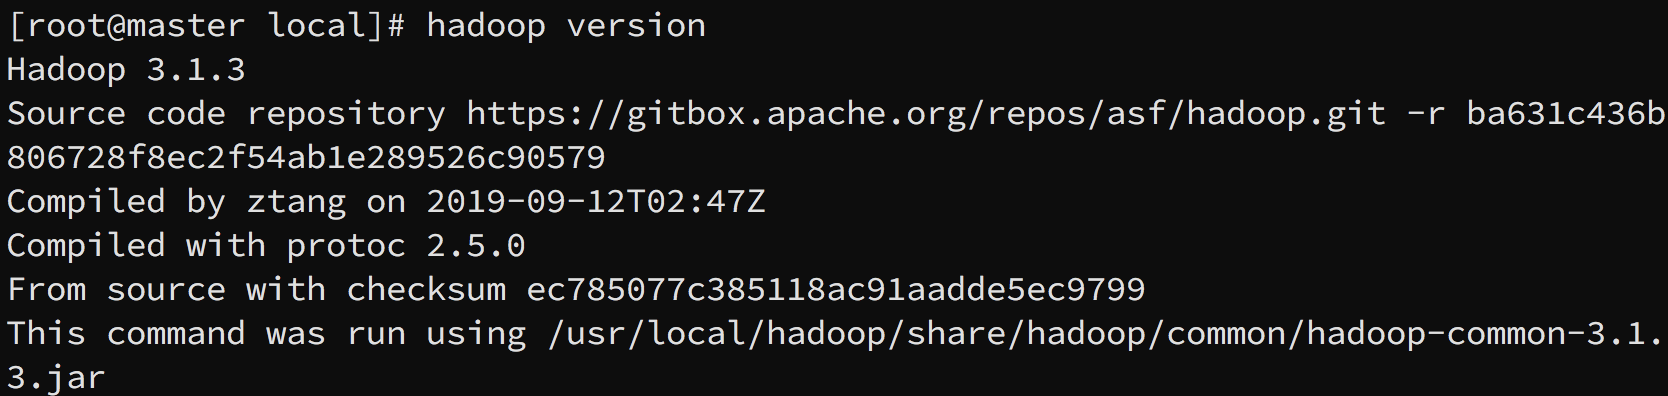 [root@master local]# hadoop version
Hadoop 3.1.3
Source code repository https://gitbox.apache.org/repos/asf/hadoop.git -r ba631c436b
806728f8ec2f54ab1e289526c90579
Compiled by ztang on 2019-09-12T02:47Z
Compiled with protoc 2.5.0
From source with checksum ec785077c385118ac91aadde5ec9799
This command was run using /usr/local/hadoop/share/hadoop/common/hadoop-common-3.1.
3.jar